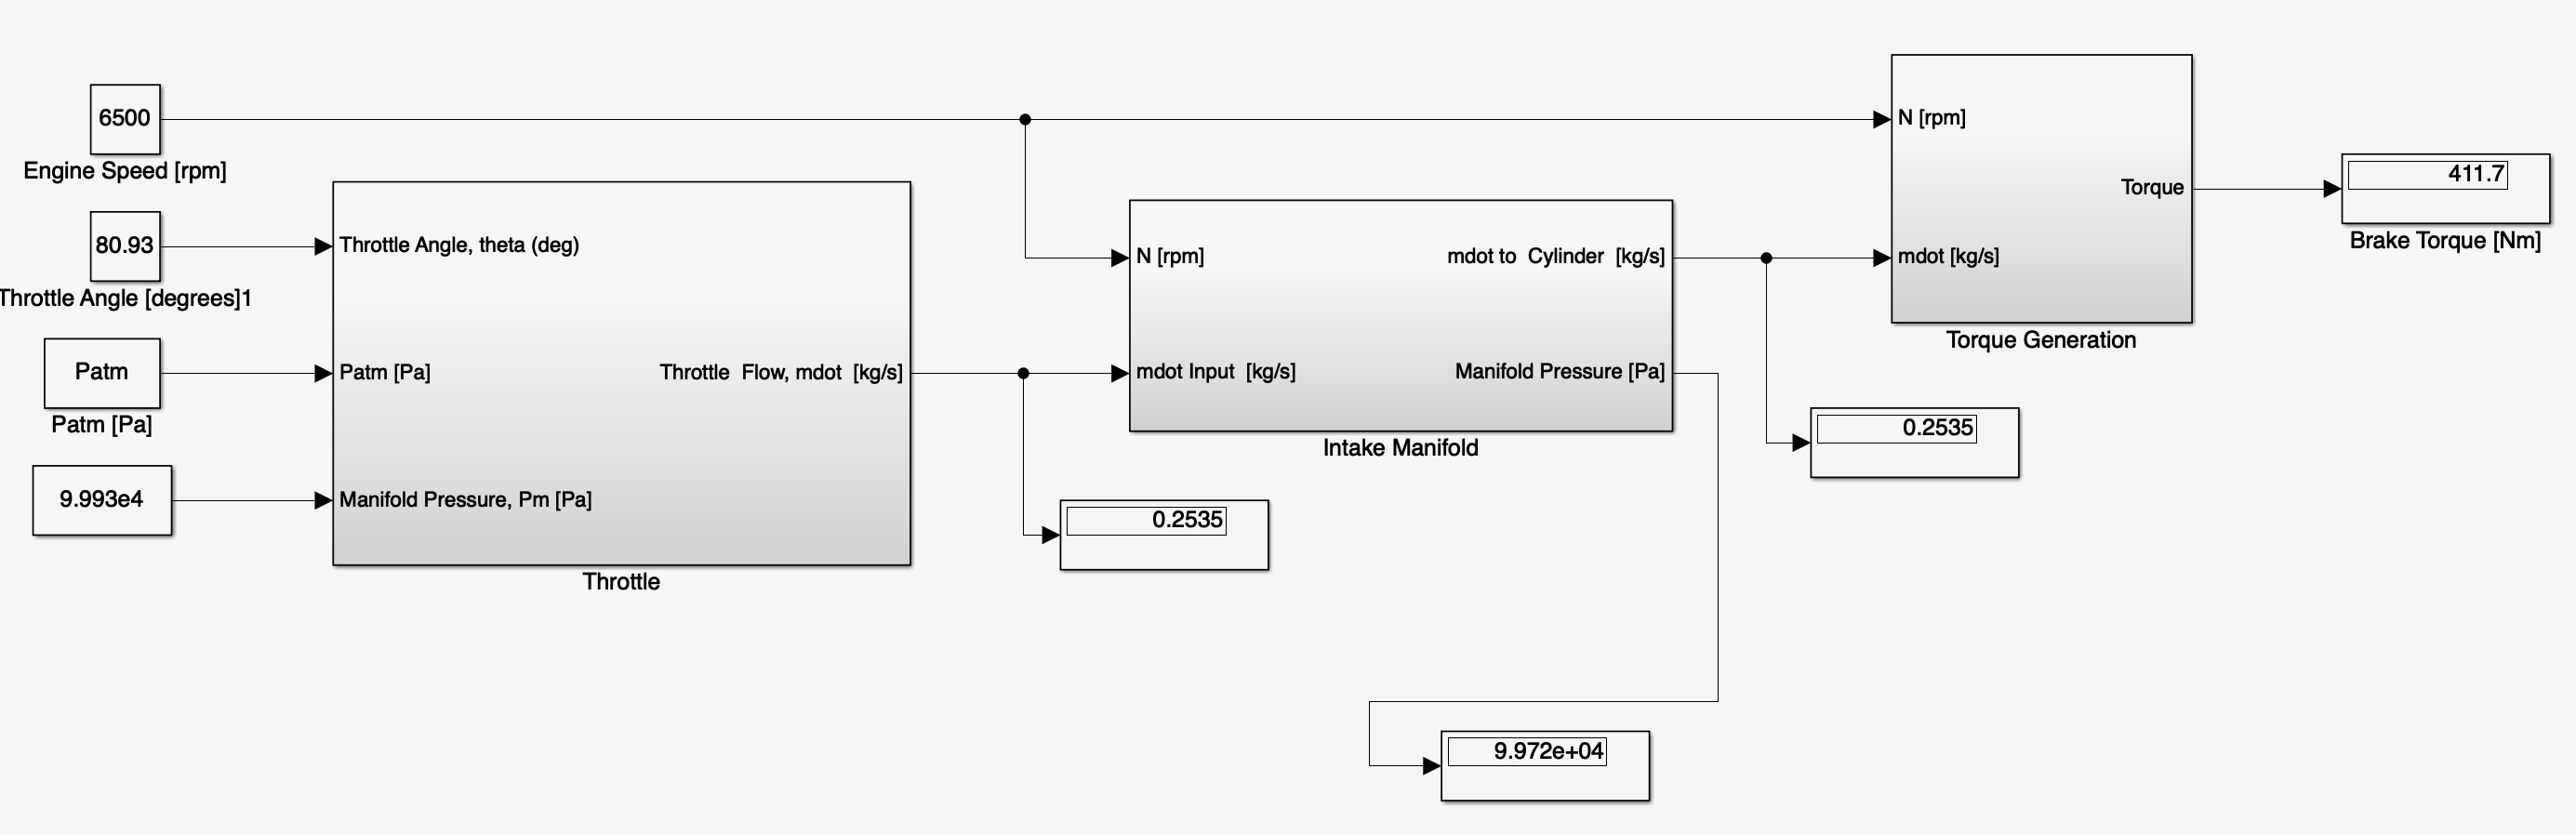 6500
Engine Speed [rpm]
80.93
Throttle Angle [degrees]1
Patm
Patm [Pa]
9.993e4
Throttle Angle, theta (deg)
Patm [Pa]
Throttle Flow, mdot [kg/s]
Manifold Pressure, Pm [Pa]
Throttle
0.2535
N [rpm]
mdot to Cylinder [kg/s]
mdot Input [kg/s]
Manifold Pressure [Pa]
Intake Manifold
9.972e+04
0.2535
N [rpm]
Torque
mdot [kg/s]
Torque Generation
411.7
Brake Torque [Nm]